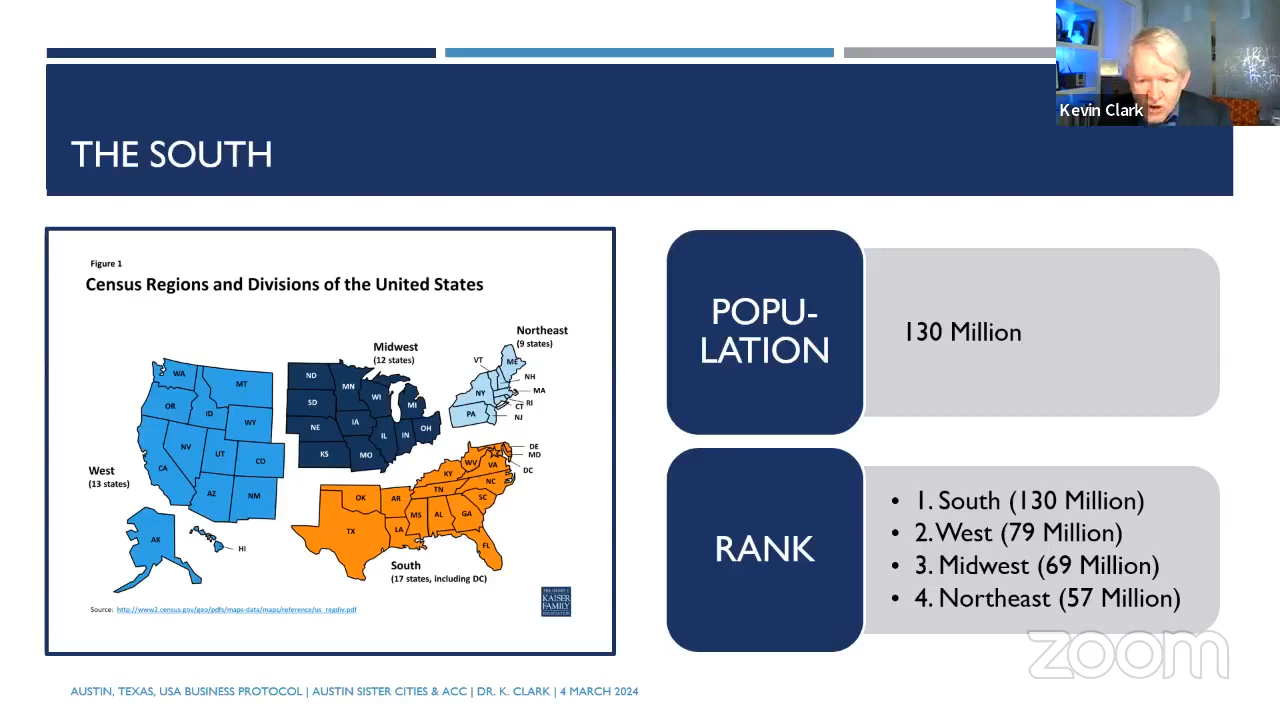 Kevin Clark
THE SOUTH
Figure 1
Census Regions and Divisions of the United States
Northeast
(9 states)
Midwest
(12 states)
West
(13 states)
South
(17 states, including DC)
WA
MT
OR
ID
WY
NV
UT
CO
CA
AZ
NM
AK
HI
ND
MN
SD
WI
MI
NE
IA
IL
IN
OH
KS
MO
VT
ME
NH
NY
MA
RI
CT
PA
NJ
DE
MD
WV
VA
DC
KY
NC
TN
OK
AR
SC
TX
MS
AL
GA
LA
FL
Source: http://www2.census.gov/geo/pdfs/maps-data/maps/reference/us_regdiv.pdf
KAISER
FAMILY
POPU-
LATION
130 Million
RANK
• 1. South (130 Million)
• 2. West (79 Million)
• 3. Midwest (69 Million)
• 4. Northeast (57 Million)
zoom
AUSTIN, TEXAS, USA BUSINESS PROTOCOL | AUSTIN SISTER CITIES & ACC | DR. K. CLARK | 4 MARCH 2024